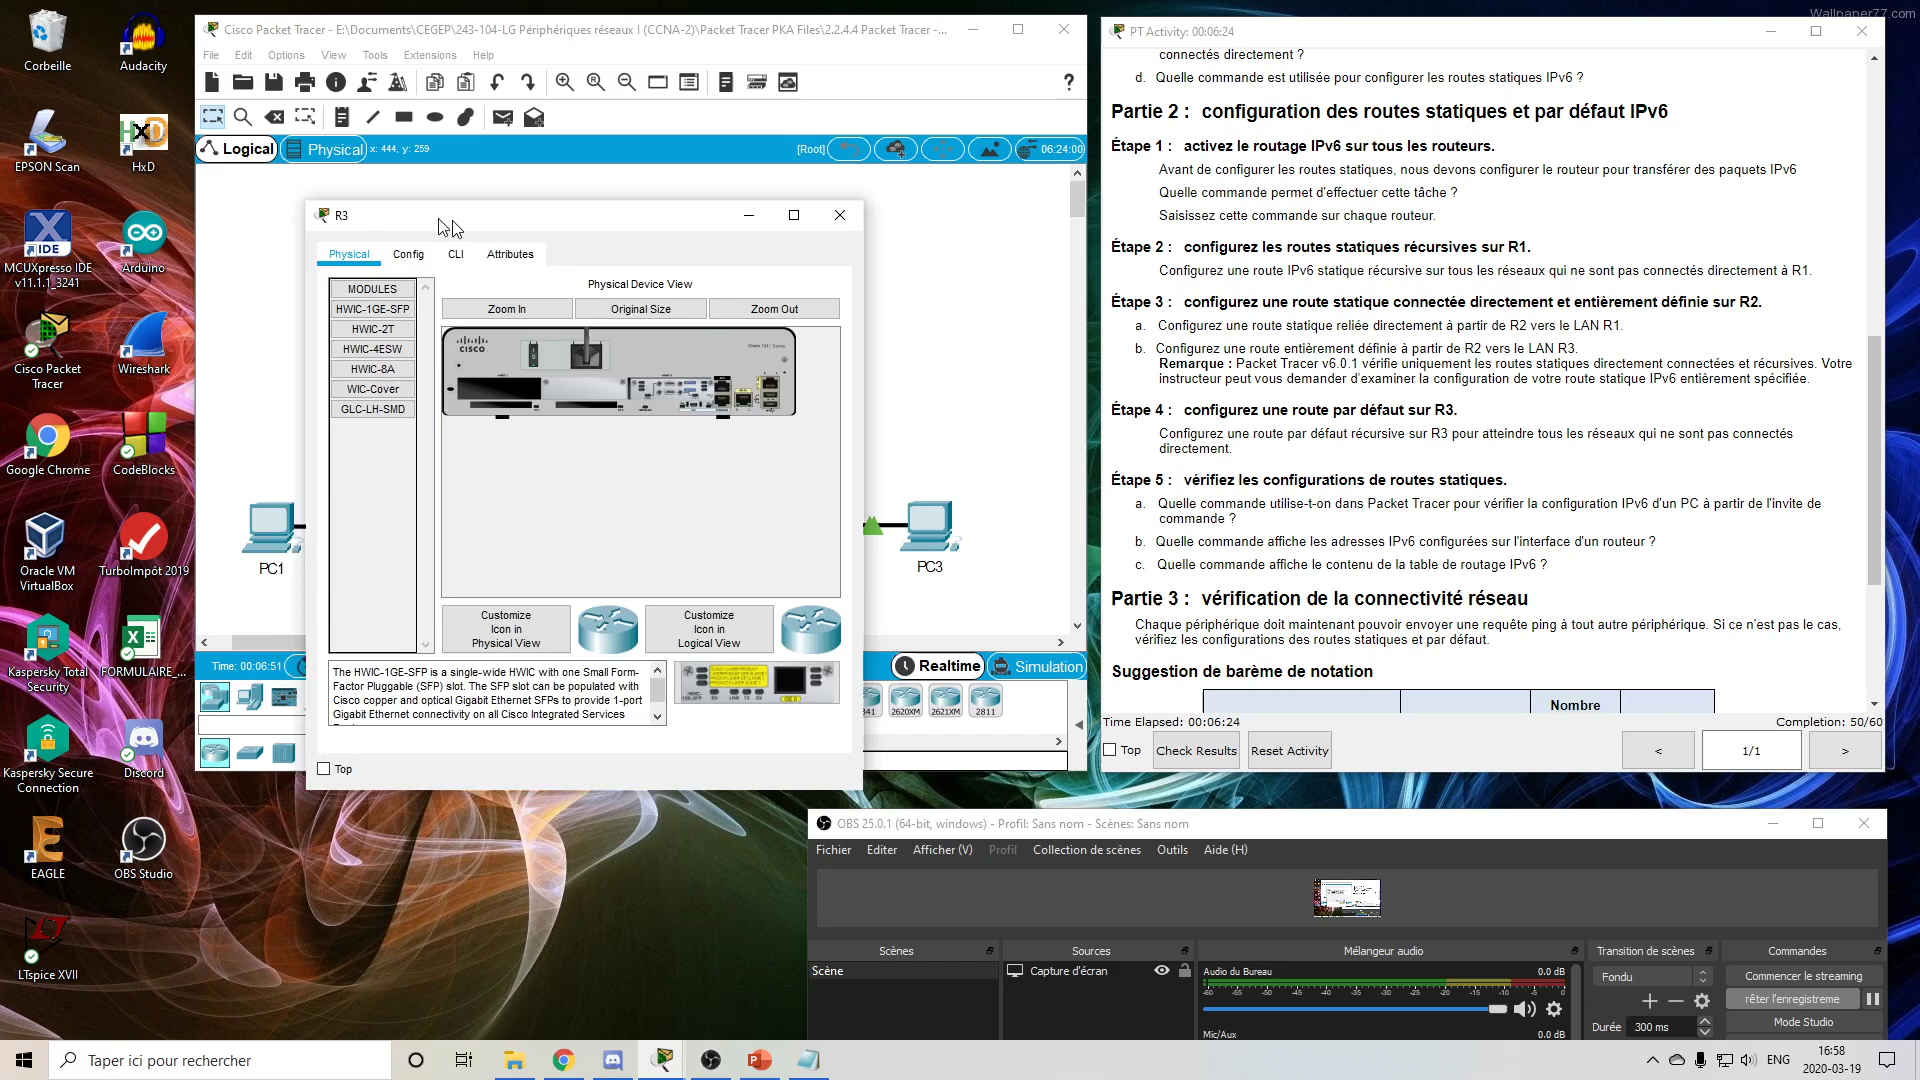 Wallpaper77.com
Corbeille
Audacity
EPSON Scan
HxD
MCUXpresso IDE
v11.1.1_3241
Arduino
Cisco Packet
Tracer
Wireshark
Google Chrome
CodeBlocks
Oracle VM
VirtualBox
TurboImpôt 2019
Kaspersky Total
Security
FORMULAIRE_...
Kaspersky Secure
Connection
Discord
EAGLE
OBS Studio
LTspice XVII
Cisco Packet Tracer - E:\Documents\CEGEP\243-104-LG Périphériques réseaux I (CCNA-2)\Packet Tracer PKA Files\2.2.4.4 Packet Tracer -...
File Edit Options View Tools Extensions Help
Logical
Physical
x: 444, y: 259
[Root]
06:24:00
R3
Physical Config CLI Attributes
MODULES
HWIC-1GE-SFP
HWIC-2T
HWIC-4ESW
HWIC-8A
WIC-Cover
GLC-LH-SMD
Physical Device View
Zoom In Original Size Zoom Out
CISCO
Customize
Icon in
Physical View
Customize
Icon in
Logical View
The HWIC-1GE-SFP is a single-wide HWIC with one Small Form-
Factor Pluggable (SFP) slot. The SFP slot can be populated with
Cisco copper and optical Gigabit Ethernet SFPs to provide 1-port
Gigabit Ethernet connectivity on all Cisco Integrated Services
Top
PC1
PC3
Time: 00:06:51
Realtime
Simulation
2620XM
2621XM
2811
PT Activity: 00:06:24
connectés directement ?
d. Quelle commande est utilisée pour configurer les routes statiques IPv6 ?
Partie 2 : configuration des routes statiques et par défaut IPv6
Étape 1 : activez le routage IPv6 sur tous les routeurs.
Avant de configurer les routes statiques, nous devons configurer le routeur pour transférer des paquets IPv6
Quelle commande permet d'effectuer cette tâche ?
Saisissez cette commande sur chaque routeur.
Étape 2 : configurez les routes statiques récursives sur R1.
Configurez une route IPv6 statique récursive sur tous les réseaux qui ne sont pas connectés directement à R1.
Étape 3 : configurez une route statique connectée directement et entièrement définie sur R2.
a. Configurez une route statique reliée directement à partir de R2 vers le LAN R1.
b. Configurez une route entièrement définie à partir de R2 vers le LAN R3.
Remarque : Packet Tracer v6.0.1 vérifie uniquement les routes statiques directement connectées et récursives. Votre
instructeur peut vous demander d'examiner la configuration de votre route statique IPv6 entièrement spécifiée.
Étape 4 : configurez une route par défaut sur R3.
Configurez une route par défaut récursive sur R3 pour atteindre tous les réseaux qui ne sont pas connectés
directement.
Étape 5 : vérifiez les configurations de routes statiques.
a. Quelle commande utilise-t-on dans Packet Tracer pour vérifier la configuration IPv6 d'un PC à partir de l'invite de
commande ?
b. Quelle commande affiche les adresses IPv6 configurées sur l'interface d'un routeur ?
c. Quelle commande affiche le contenu de la table de routage IPv6 ?
Partie 3 : vérification de la connectivité réseau
Chaque périphérique doit maintenant pouvoir envoyer une requête ping à tout autre périphérique. Si ce n'est pas le cas,
vérifiez les configurations des routes statiques et par défaut.
Suggestion de barème de notation
Nombre
Time Elapsed: 00:06:24
Completion: 50/60
Top
Check Results
Reset Activity
<
1/1
>
OBS 25.0.1 (64-bit, windows) - Profil: Sans nom - Scènes: Sans nom
Fichier Editer Afficher (V) Profil Collection de scènes Outils Aide (H)
Scènes
Sources
Mélangeur audio
Transition de scènes
Commandes
Scène
Capture d'écran
Audio du Bureau
0.0 dB
-60 -55 -50 -45 -40 -35 -30 -25 -20 -15 -10 -5 0
Mic/Aux
0.0 dB
Fondu
Durée
300 ms
Commencer le streaming
rêter l'enregistreme
Mode Studio
Taper ici pour rechercher
ENG
16:58
2020-03-19